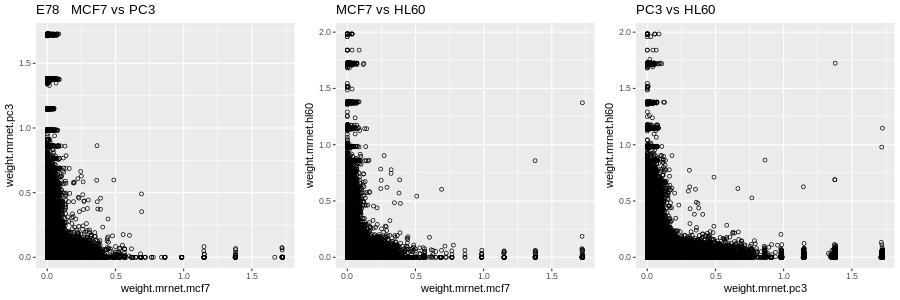 E78 MCF7 vs PC3
weight.mrnet.pc3
1.5
1.0
0.5
0.0
0.0 0.5 1.0 1.5
weight.mrnet.mcf7
MCF7 vs HL60
weight.mrnet.hl60
2.0
1.5
1.0
0.5
0.0
0.0 0.5 1.0 1.5
weight.mrnet.mcf7
PC3 vs HL60
weight.mrnet.hl60
2.0
1.5
1.0
0.5
0.0
0.0 0.5 1.0 1.5
weight.mrnet.pc3